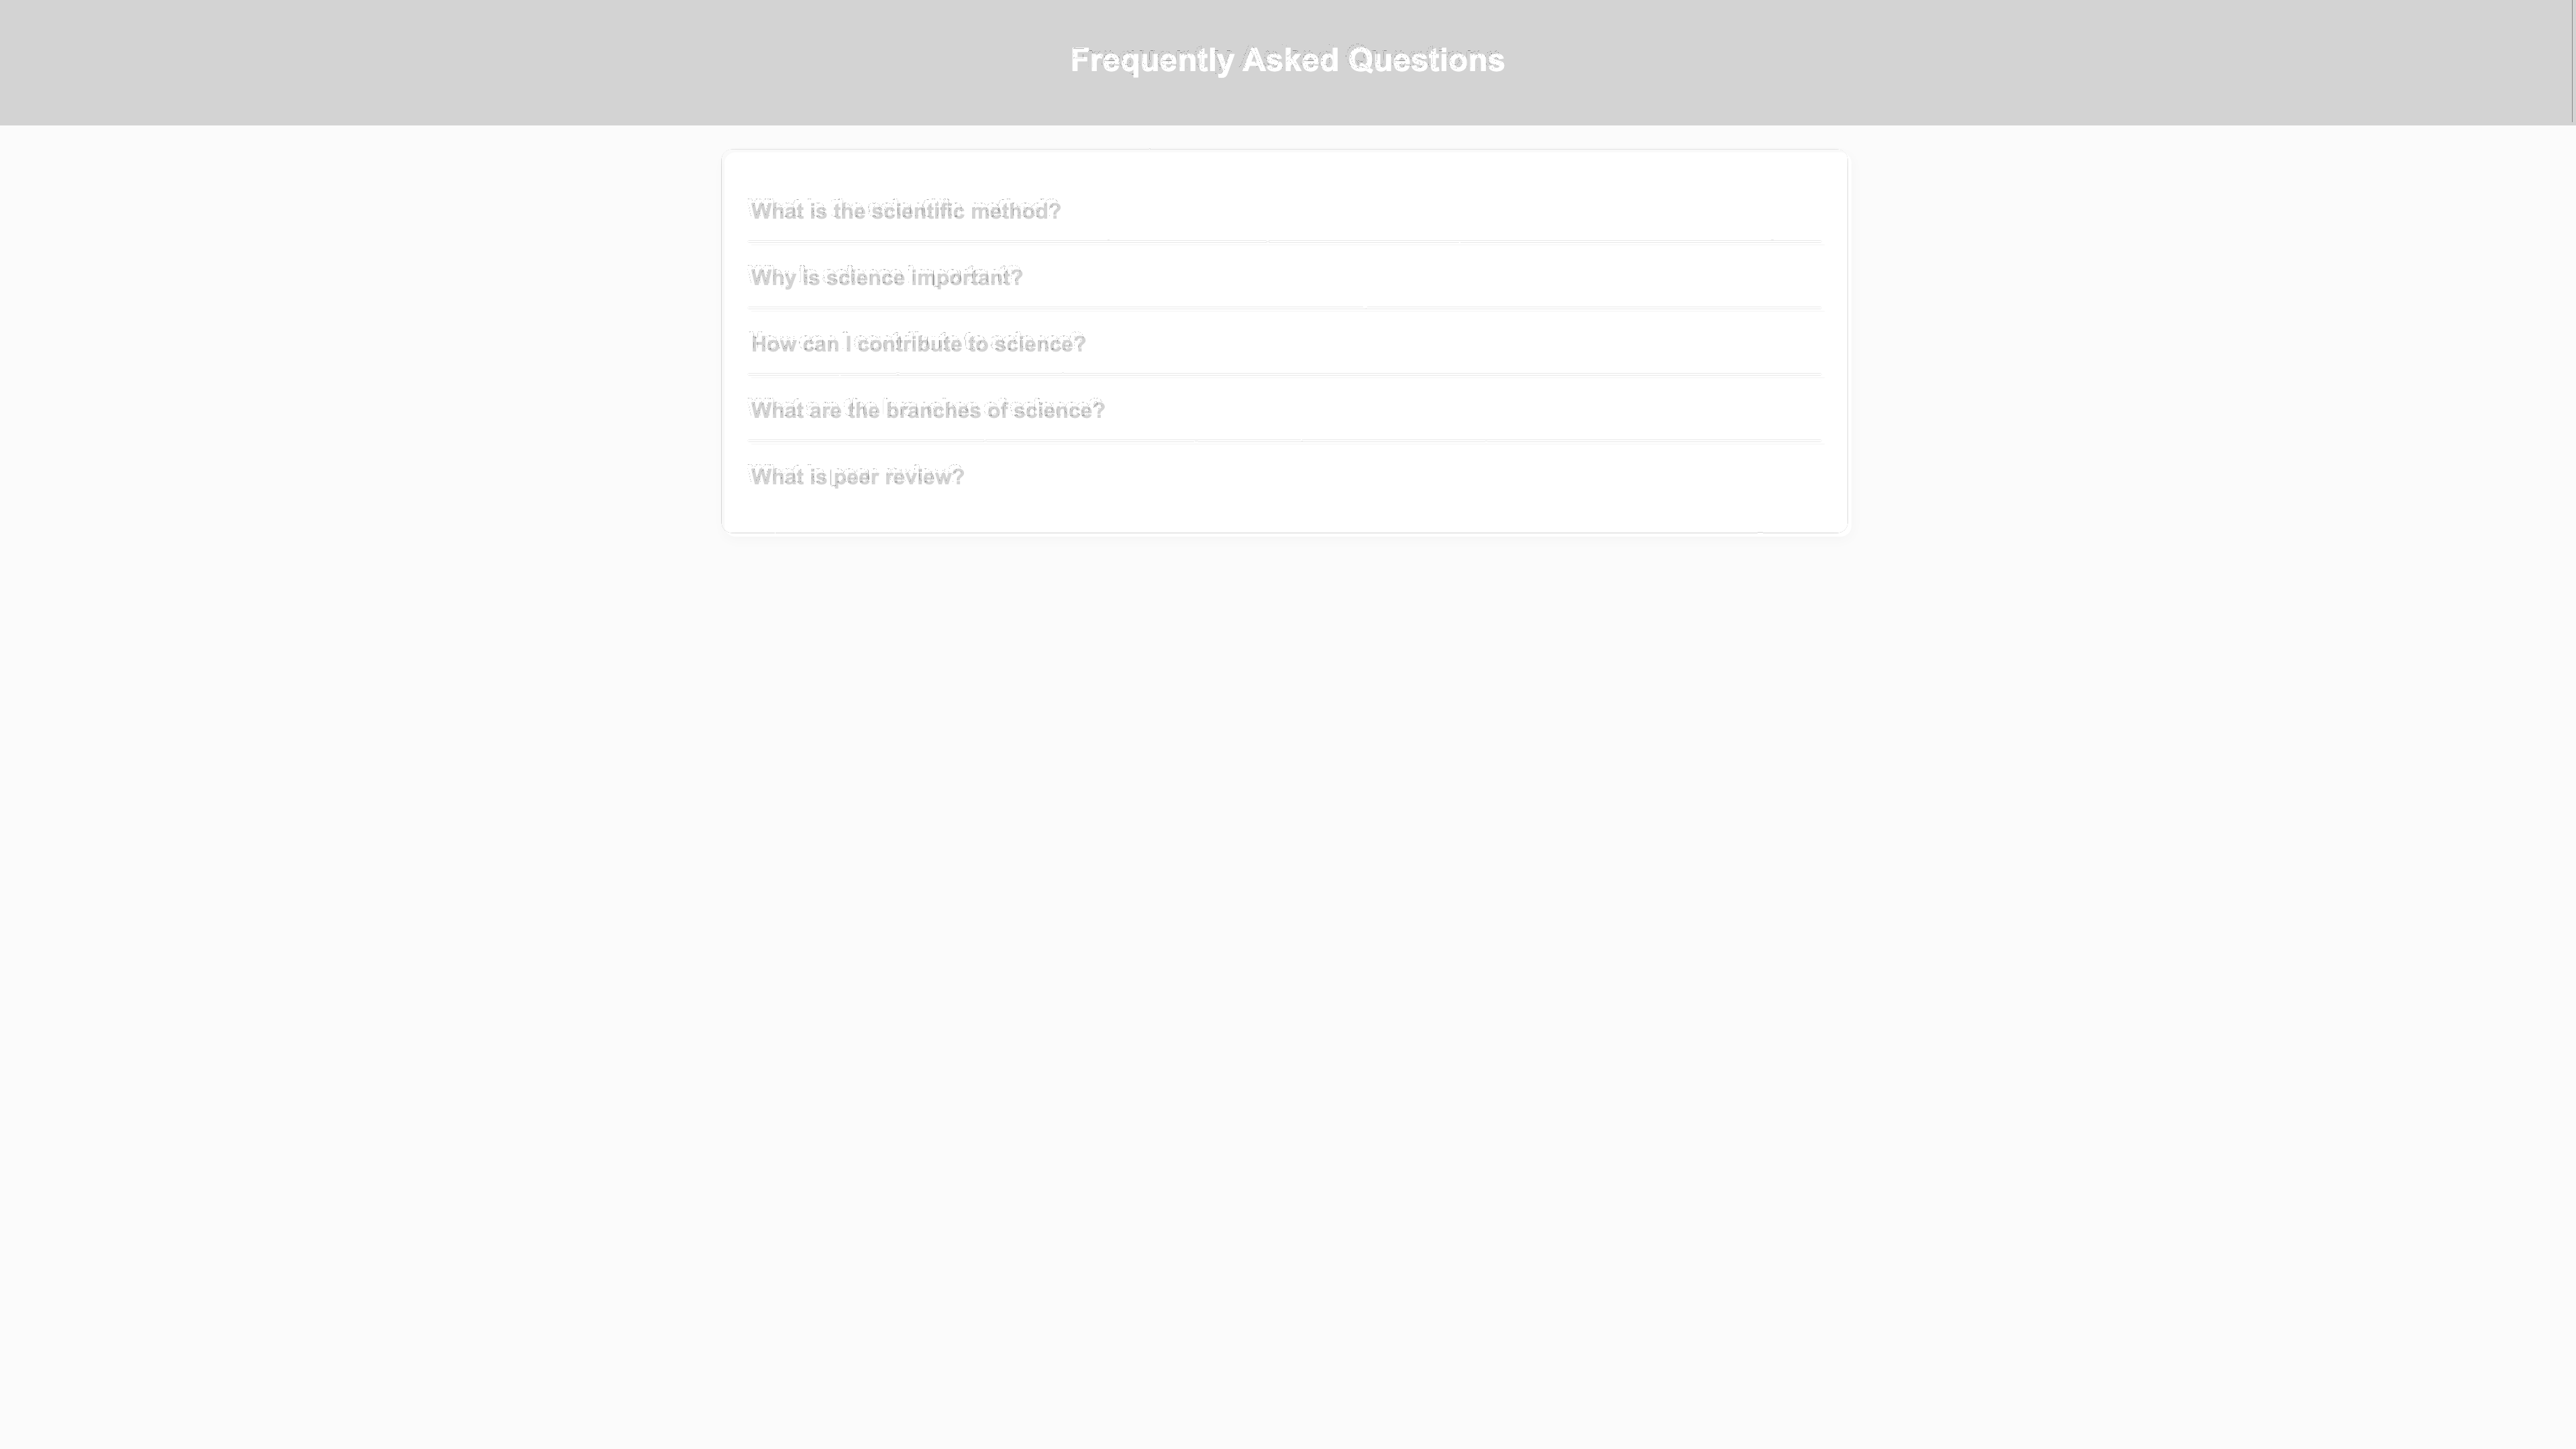 Frequently Asked Questions
What is the scientific method?
Why is science important?
How can I contribute to science?
What are the branches of science?
What is peer review?